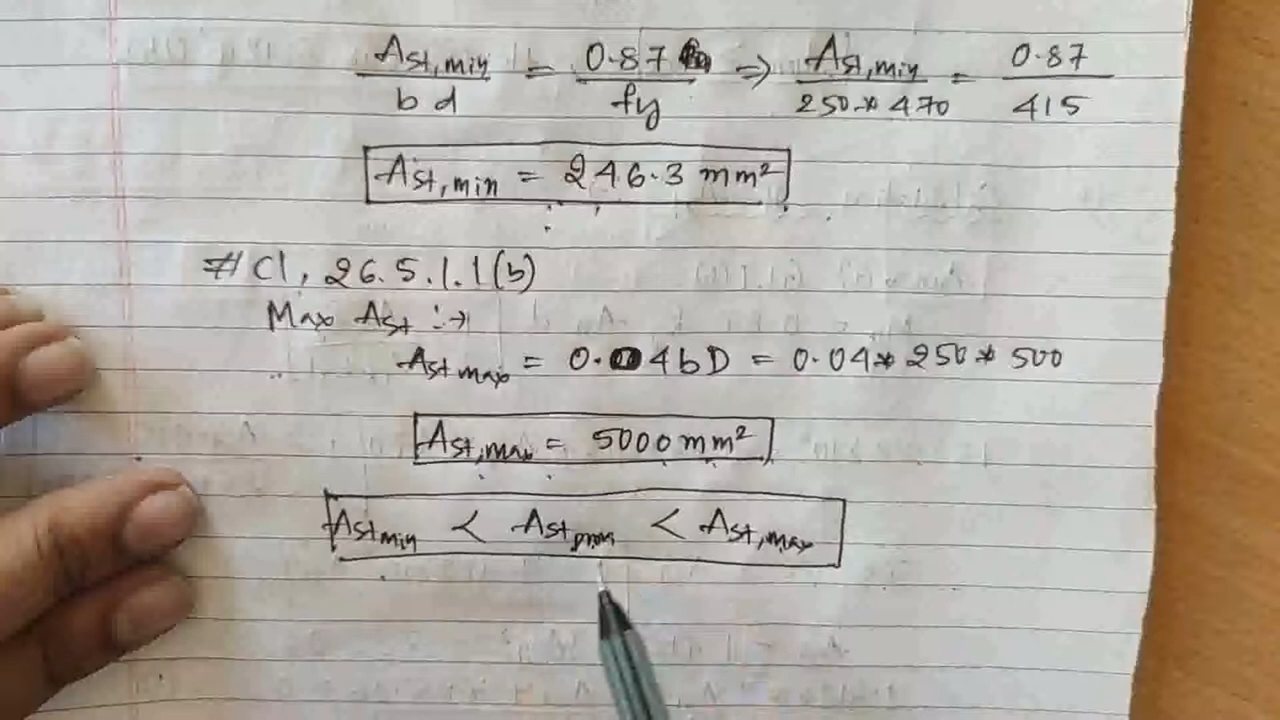 Ast,min / bd = 0.87 / fy ⇒ Ast,min / 250 * 470 = 0.87 / 415
Ast,min = 246.3 mm²
# Cl, 26.5.1.1(b)
Max Ast :→
Ast max = 0.04bD = 0.04 * 250 * 500
Ast,max = 5000mm²
Ast min < Ast prov < Ast,max